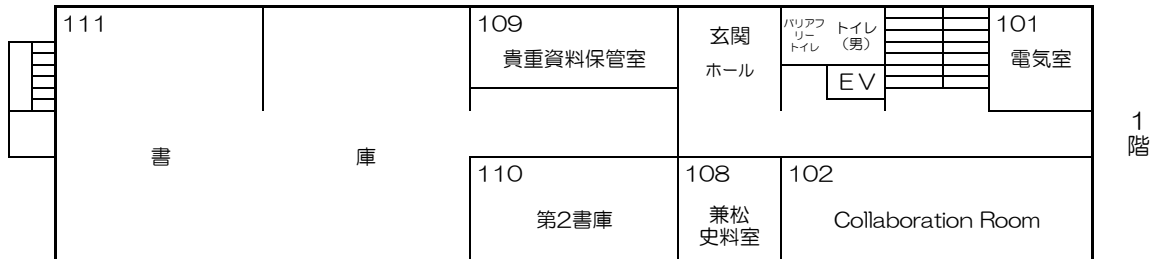 111
書庫
109
貴重資料保管室
玄関
ホール
バリアフ
リー
トイレ
トイレ
(男)
EV
101
電気室
110
第2書庫
108
兼松
史料室
102
Collaboration Room
1階